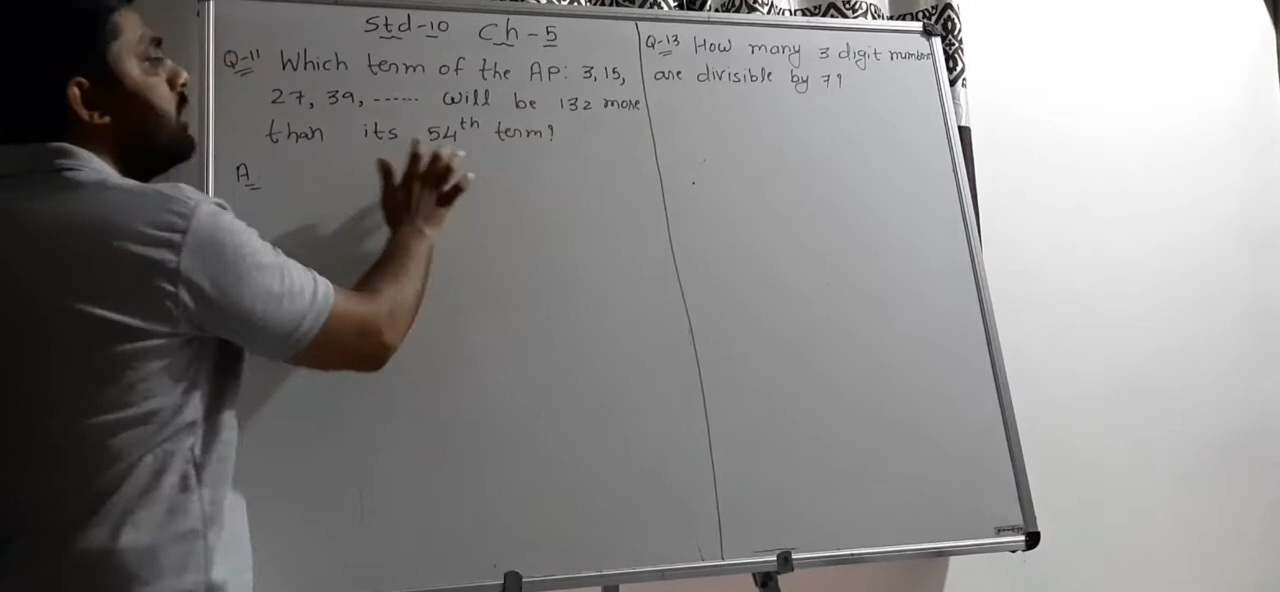 Std-10 Ch-5
Q-11 Which term of the AP: 3, 15,
27, 39, ------ will be 132 more
than its 54th term?
A.
Q-13 How many 3 digit numbers
are divisible by 7?